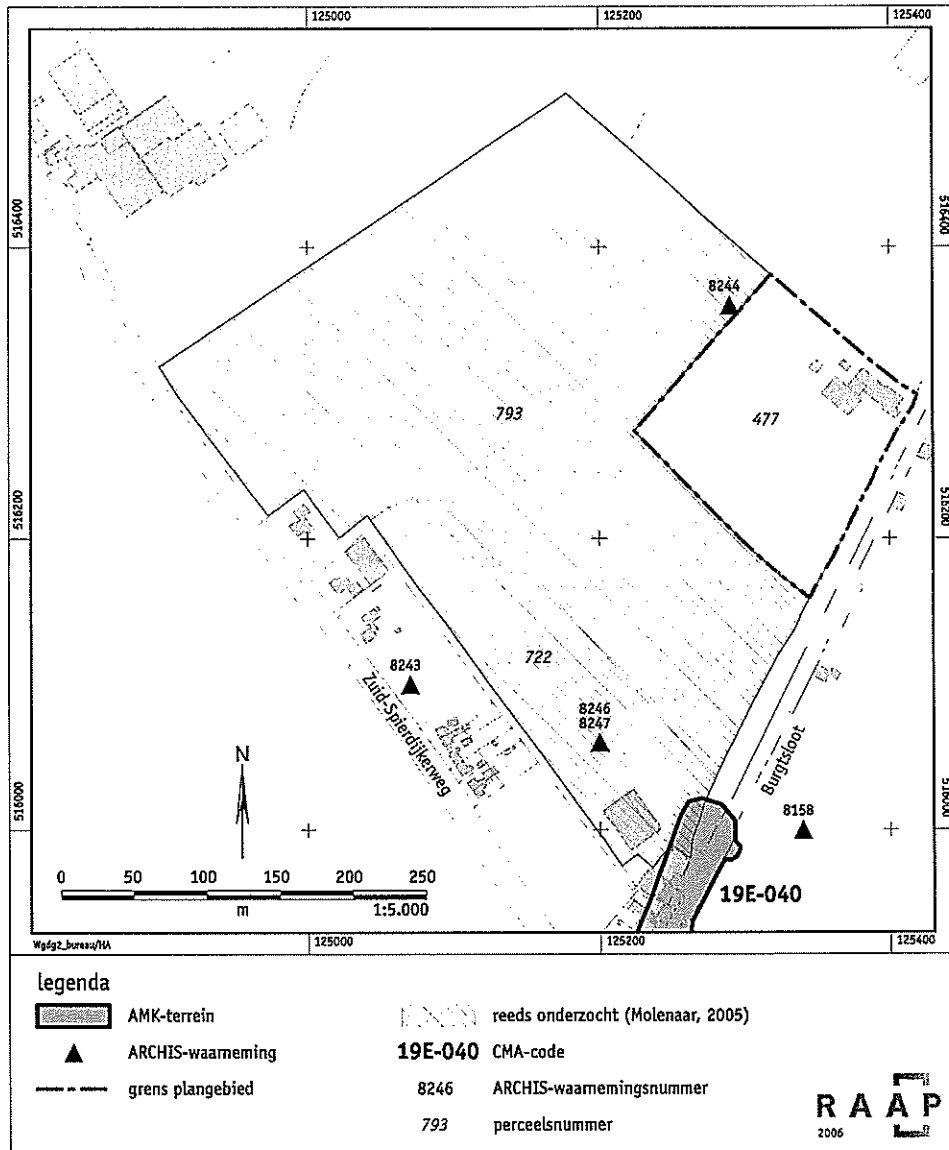 125000
125200
125400
516400
516400
8244
793
477
516200
516200
722
8243
Zuid-Spierdijkerweg
8246
8247
Burgtsloot
N
516000
516000
8158
0 50 100 150 200 250
m
1:5.000
19E-040
Wgdg2_bureau/HA
125000
125200
125400
legenda
AMK-terrein
reeds onderzocht (Molenaar, 2005)
ARCHIS-waarneming
19E-040 CMA-code
grens plangebied
8246 ARCHIS-waarnemingsnummer
793 perceelsnummer
RAAP
2006